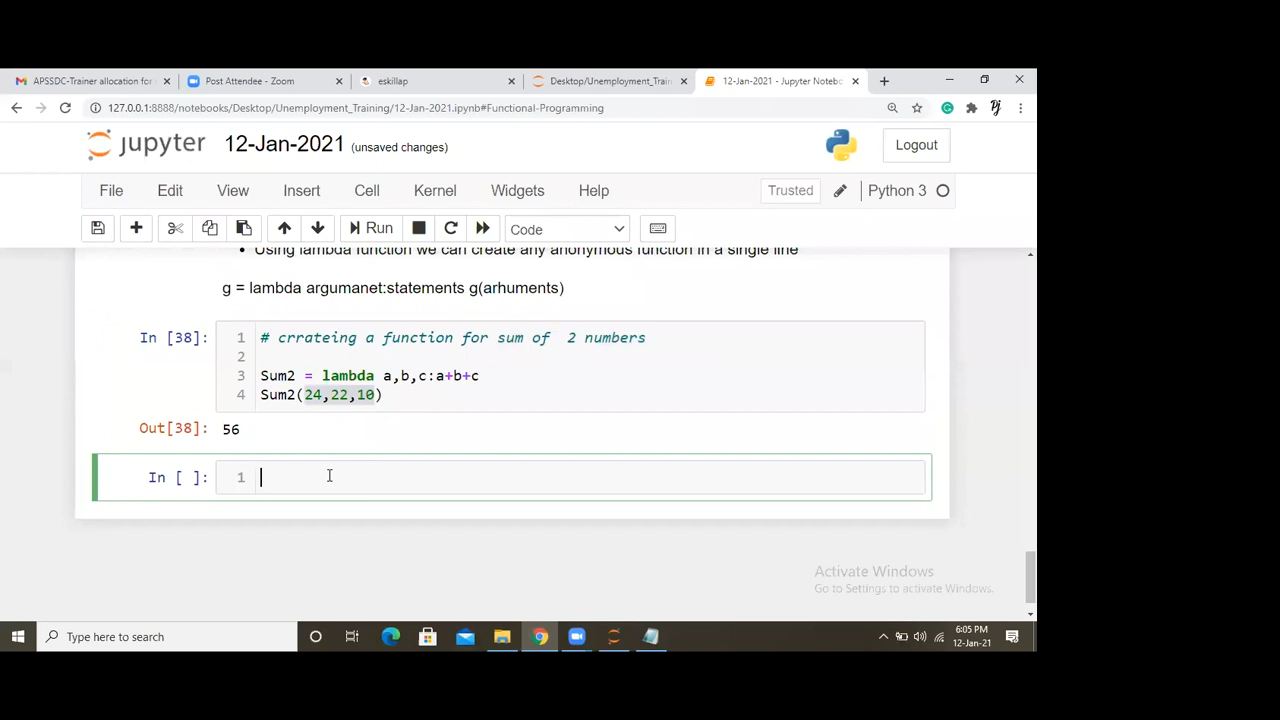 APSSDC-Trainer allocation for
Post Attendee - Zoom
eskillap
Desktop/Unemployment_Train
12-Jan-2021 - Jupyter Notebo
127.0.0.1:8888/notebooks/Desktop/Unemployment_Training/12-Jan-2021.ipynb#Functional-Programming
jupyter 12-Jan-2021 (unsaved changes)
Logout
File Edit View Insert Cell Kernel Widgets Help
Trusted Python 3
Run Code
• Using lambda function we can create any anonymous function in a single line
g = lambda argumanet:statements g(arhuments)
In [38]: 1 # crrateing a function for sum of 2 numbers
2
3 Sum2 = lambda a,b,c:a+b+c
4 Sum2(24,22,10)
Out[38]: 56
In [ ]: 1
Activate Windows
Go to Settings to activate Windows.
Type here to search
6:05 PM
12-Jan-21